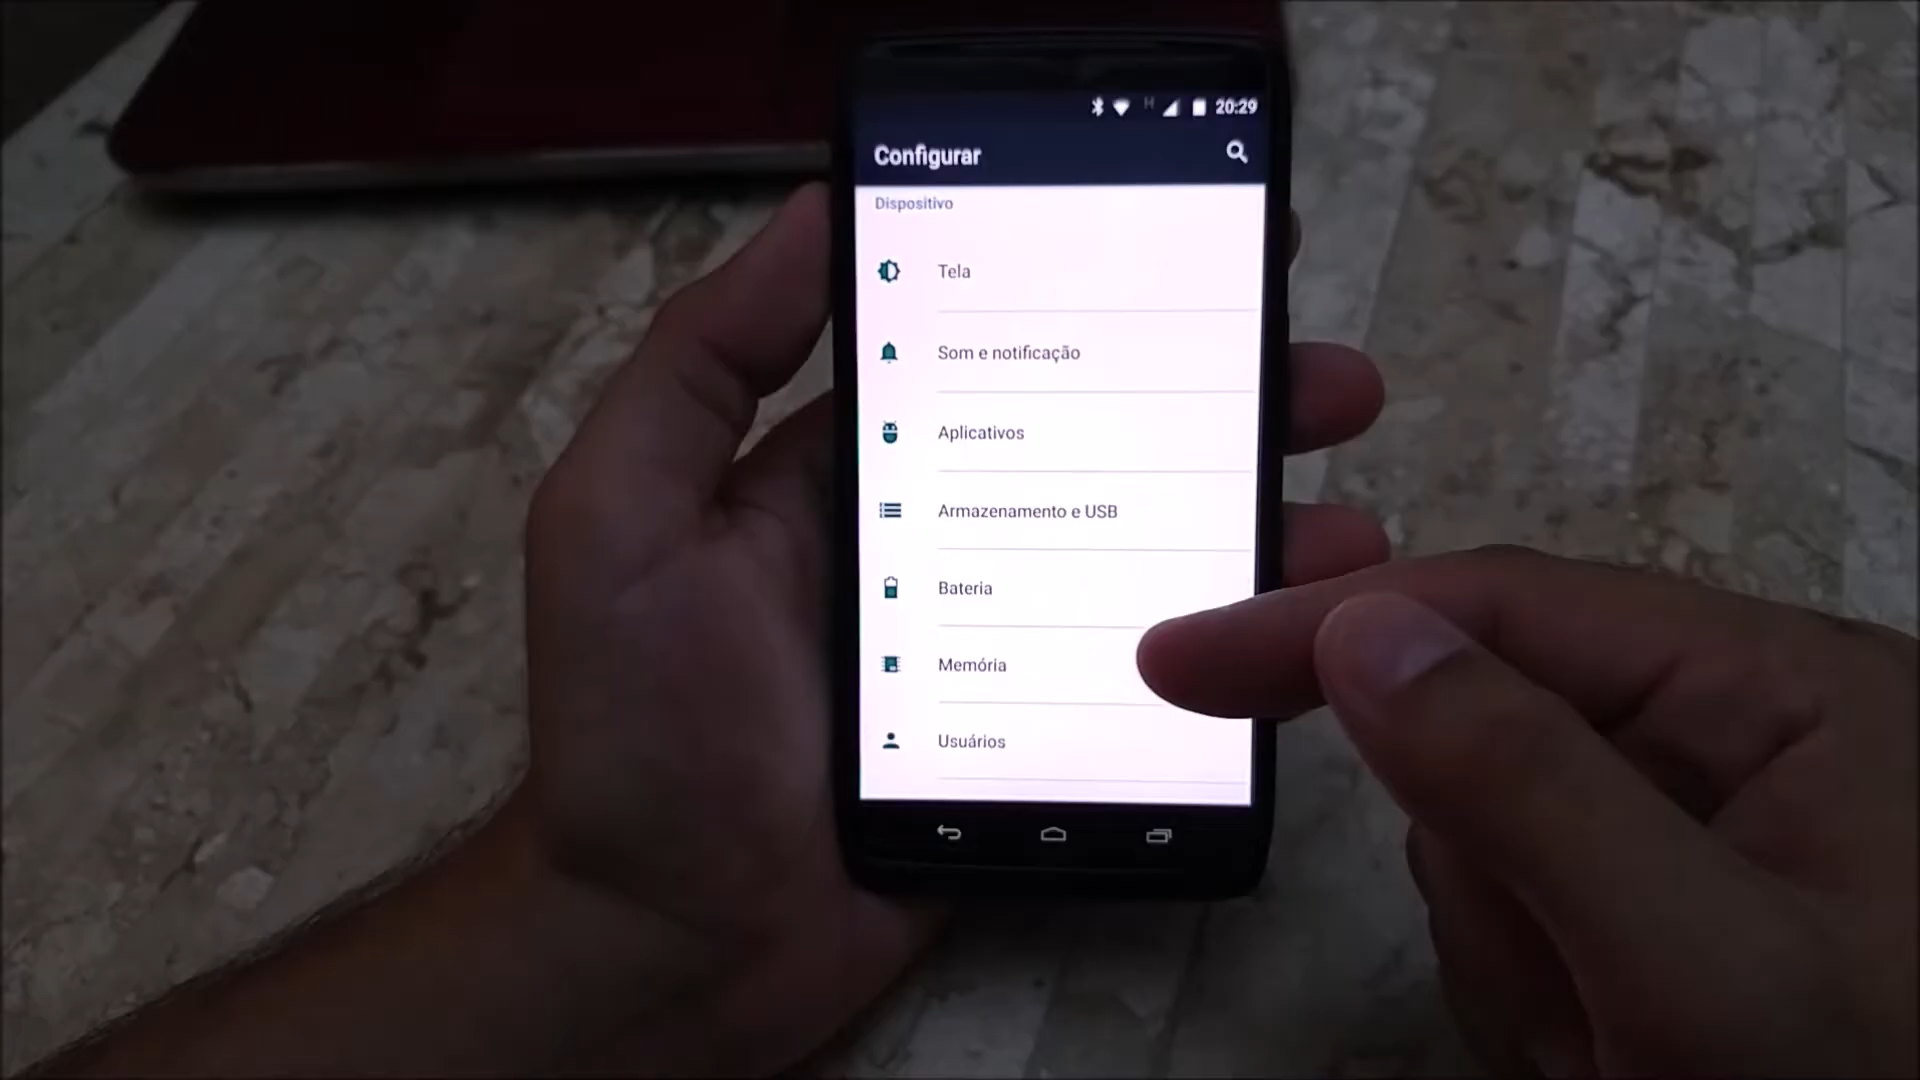 H 20:29
Configurar
Dispositivo
Tela
Som e notificação
Aplicativos
Armazenamento e USB
Bateria
Memória
Usuários